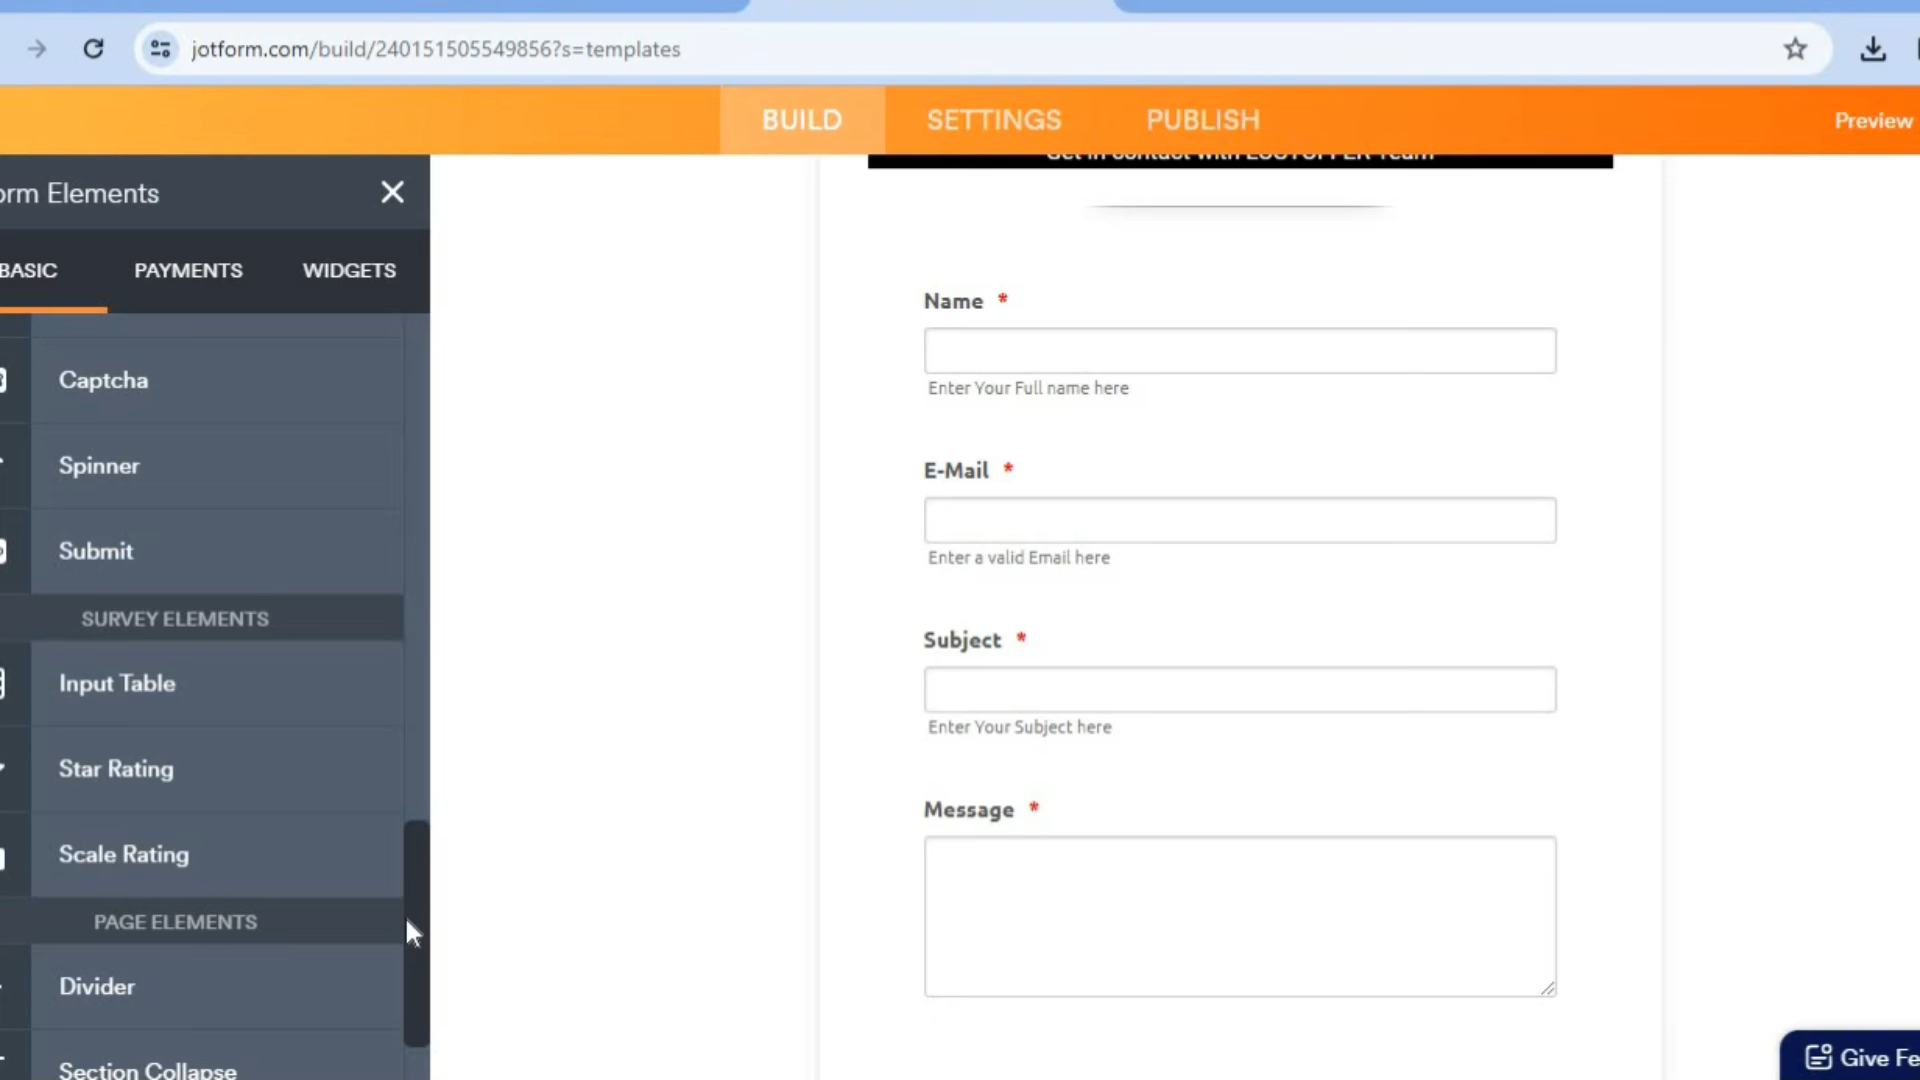 jotform.com/build/240151505549856?s=templates
BUILD
SETTINGS
PUBLISH
Preview
orm Elements
BASIC
PAYMENTS
WIDGETS
Captcha
Spinner
Submit
SURVEY ELEMENTS
Input Table
Star Rating
Scale Rating
PAGE ELEMENTS
Divider
Section Collapse
Name *
Enter Your Full name here
E-Mail *
Enter a valid Email here
Subject *
Enter Your Subject here
Message *
Give Fe